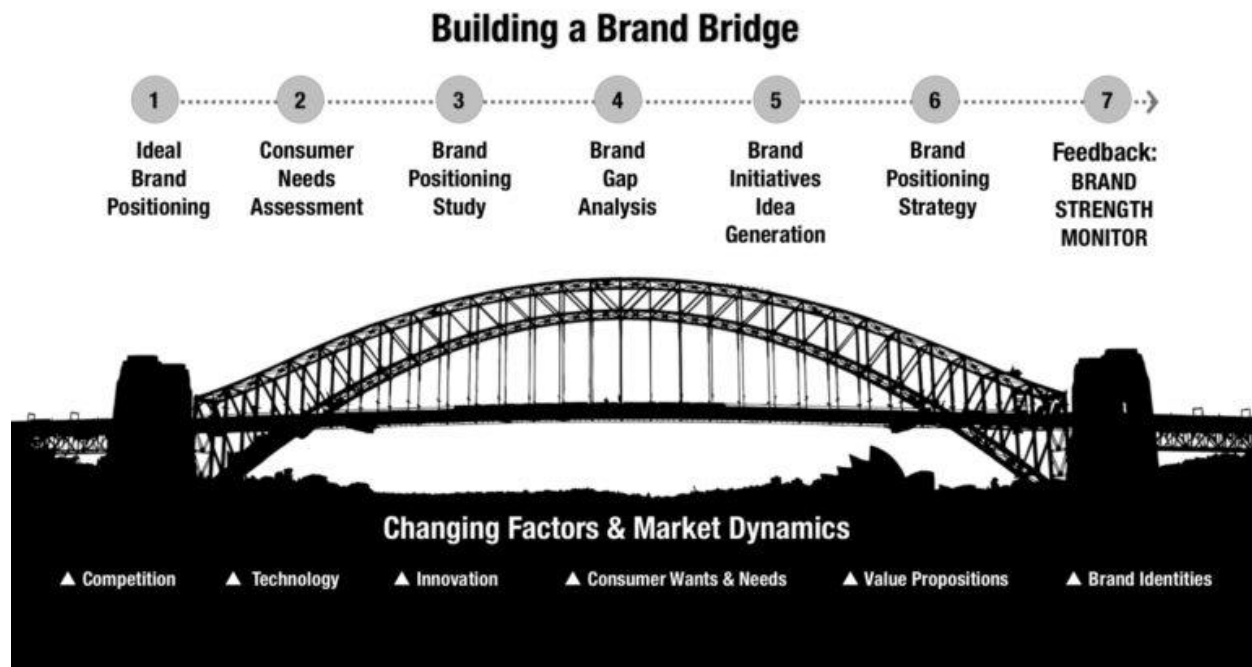 Building a Brand Bridge
1 2 3 4 5 6 7
Ideal
Brand
Positioning
Consumer
Needs
Assessment
Brand
Positioning
Study
Brand
Gap
Analysis
Brand
Initiatives
Idea
Generation
Brand
Positioning
Strategy
Feedback:
BRAND
STRENGTH
MONITOR
Changing Factors & Market Dynamics
▲ Competition ▲ Technology ▲ Innovation ▲ Consumer Wants & Needs ▲ Value Propositions ▲ Brand Identities